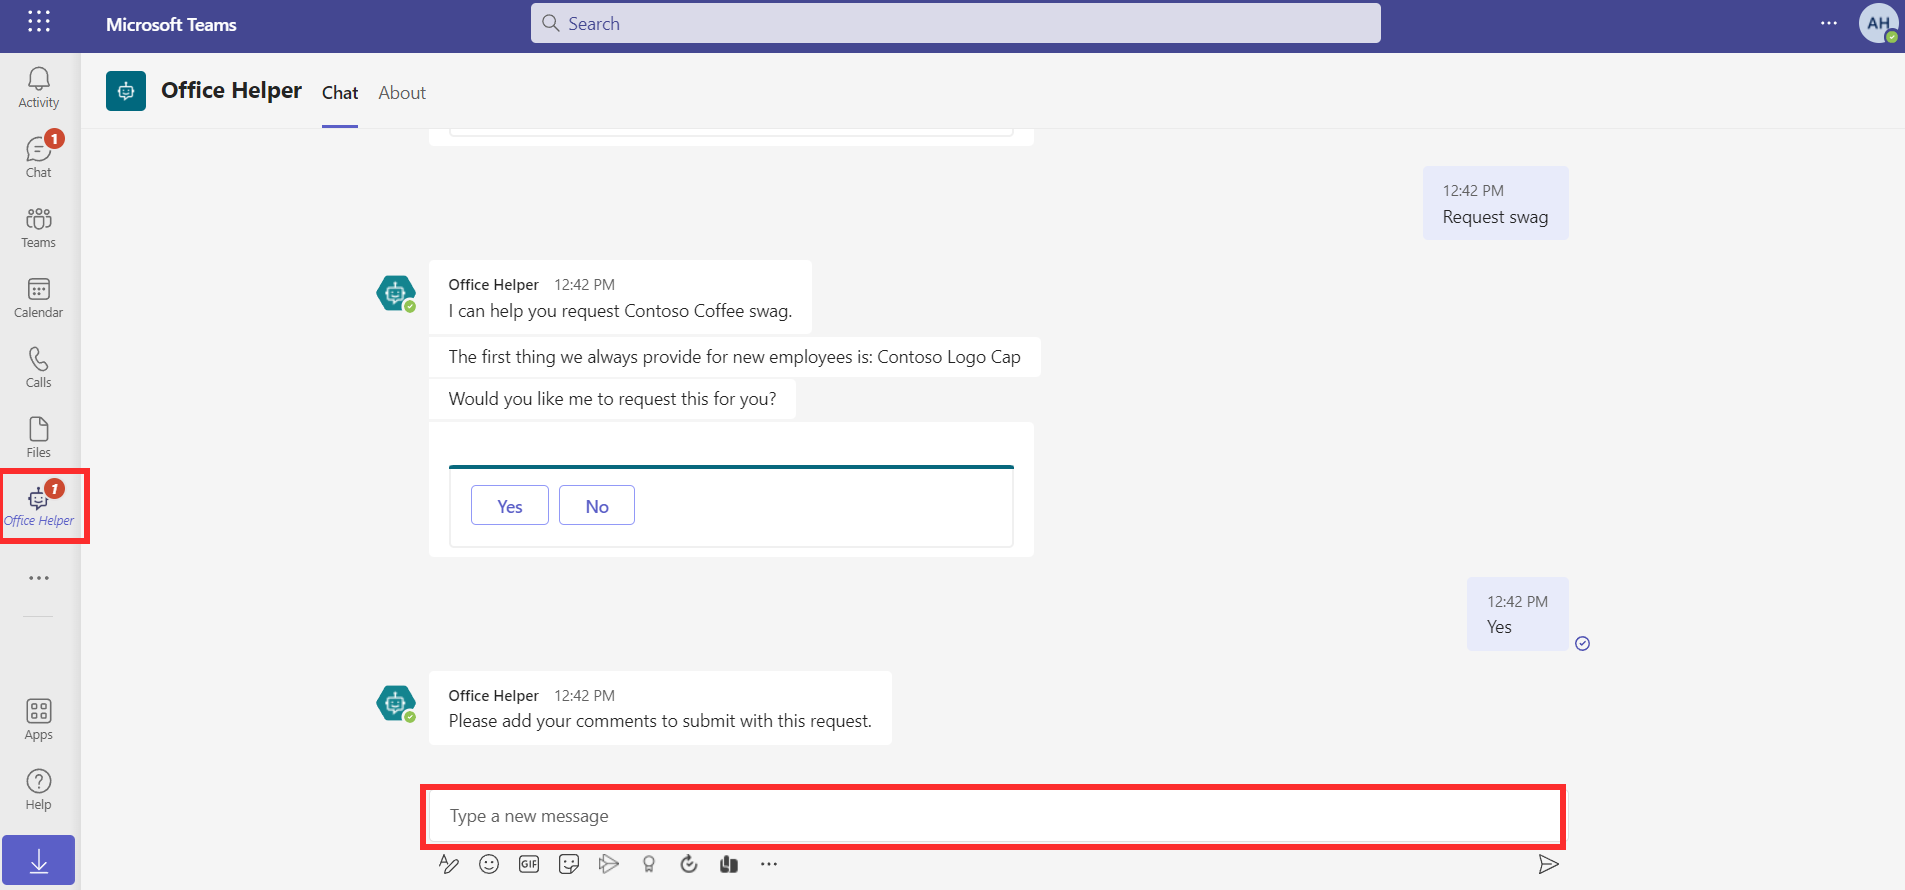 Microsoft Teams
Search
AH
Activity
1
Chat
Teams
Calendar
Calls
Files
1
Office Helper
Apps
Help
Office Helper
Chat
About
12:42 PM
Request swag
Office Helper 12:42 PM
I can help you request Contoso Coffee swag.
The first thing we always provide for new employees is: Contoso Logo Cap
Would you like me to request this for you?
Yes
No
12:42 PM
Yes
Office Helper 12:42 PM
Please add your comments to submit with this request.
Type a new message
GIF